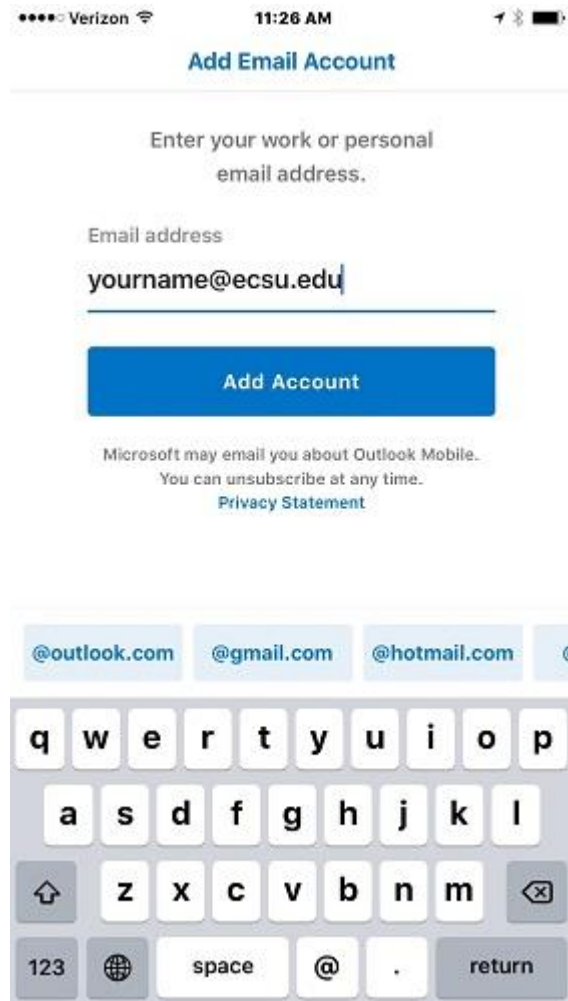 Verizon 11:26 AM
Add Email Account
Enter your work or personal
email address.
Email address
yourname@ecsu.edu
Add Account
Microsoft may email you about Outlook Mobile.
You can unsubscribe at any time.
Privacy Statement
@outlook.com @gmail.com @hotmail.com
q w e r t y u i o p
a s d f g h j k l
z x c v b n m
123 space @ . return